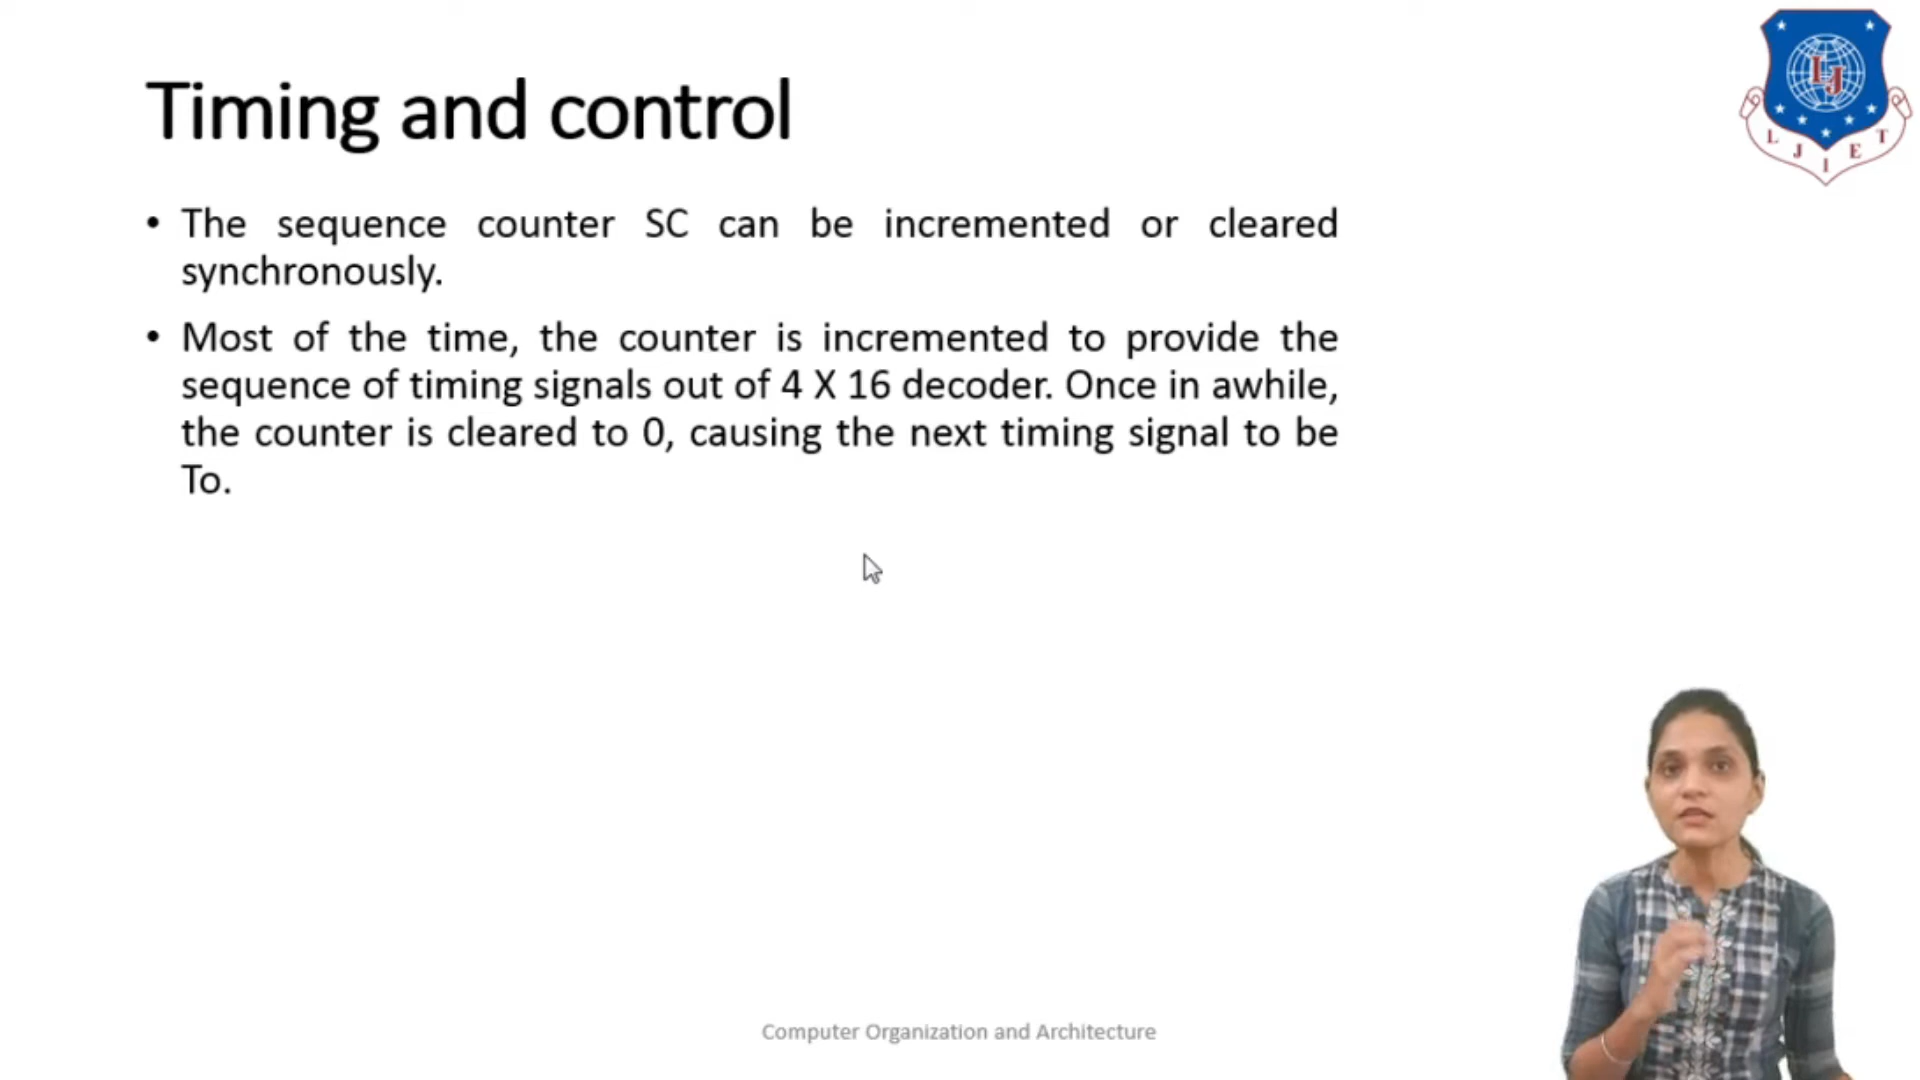 Timing and control
• The sequence counter SC can be incremented or cleared
synchronously.
• Most of the time, the counter is incremented to provide the
sequence of timing signals out of 4 X 16 decoder. Once in awhile,
the counter is cleared to 0, causing the next timing signal to be
To.
Computer Organization and Architecture
LJ
L J I E T